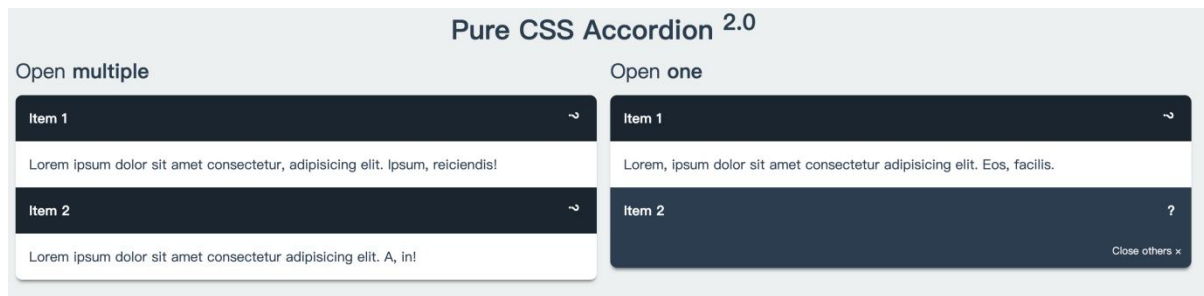 Pure CSS Accordion 2.0
Open multiple
Item 1 ?
Lorem ipsum dolor sit amet consectetur, adipisicing elit. Ipsum, reiciendis!
Item 2 ?
Lorem ipsum dolor sit amet consectetur adipisicing elit. A, in!
Open one
Item 1 ?
Lorem, ipsum dolor sit amet consectetur adipisicing elit. Eos, facilis.
Item 2 ?
Close others ×